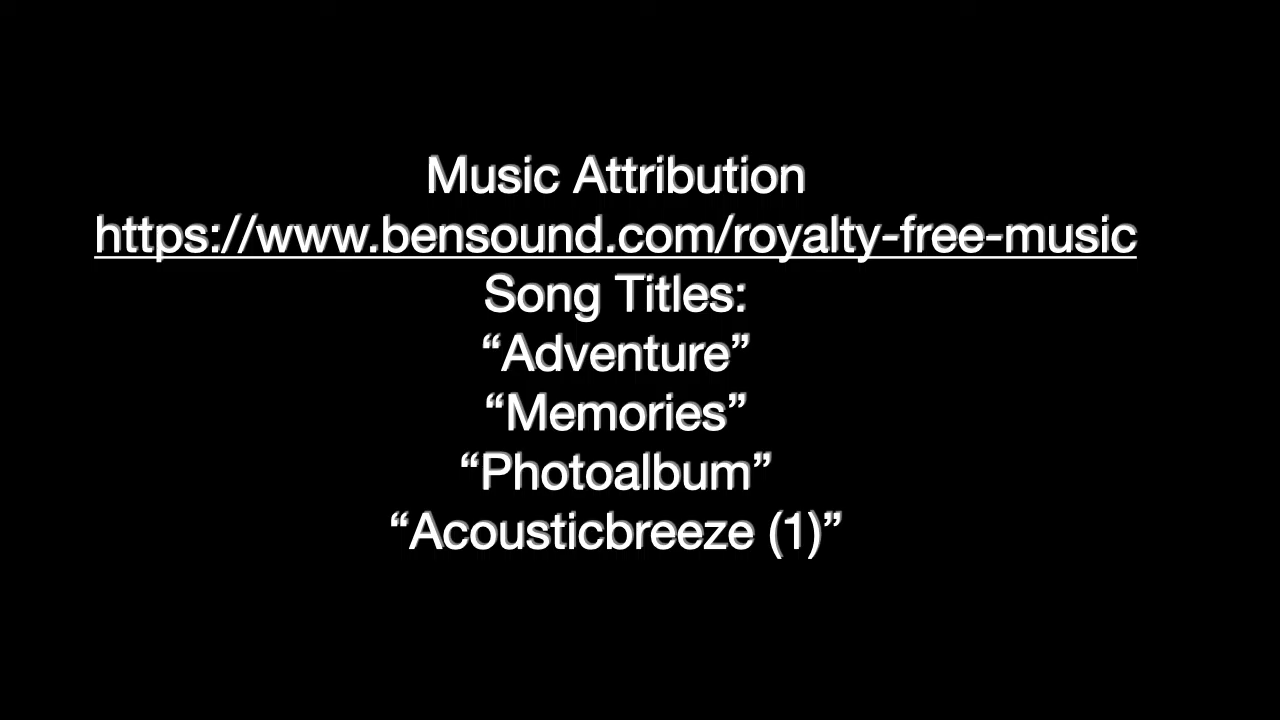 Music Attribution
https://www.bensound.com/royalty-free-music
Song Titles:
“Adventure”
“Memories”
“Photoalbum”
“Acousticbreeze (1)”